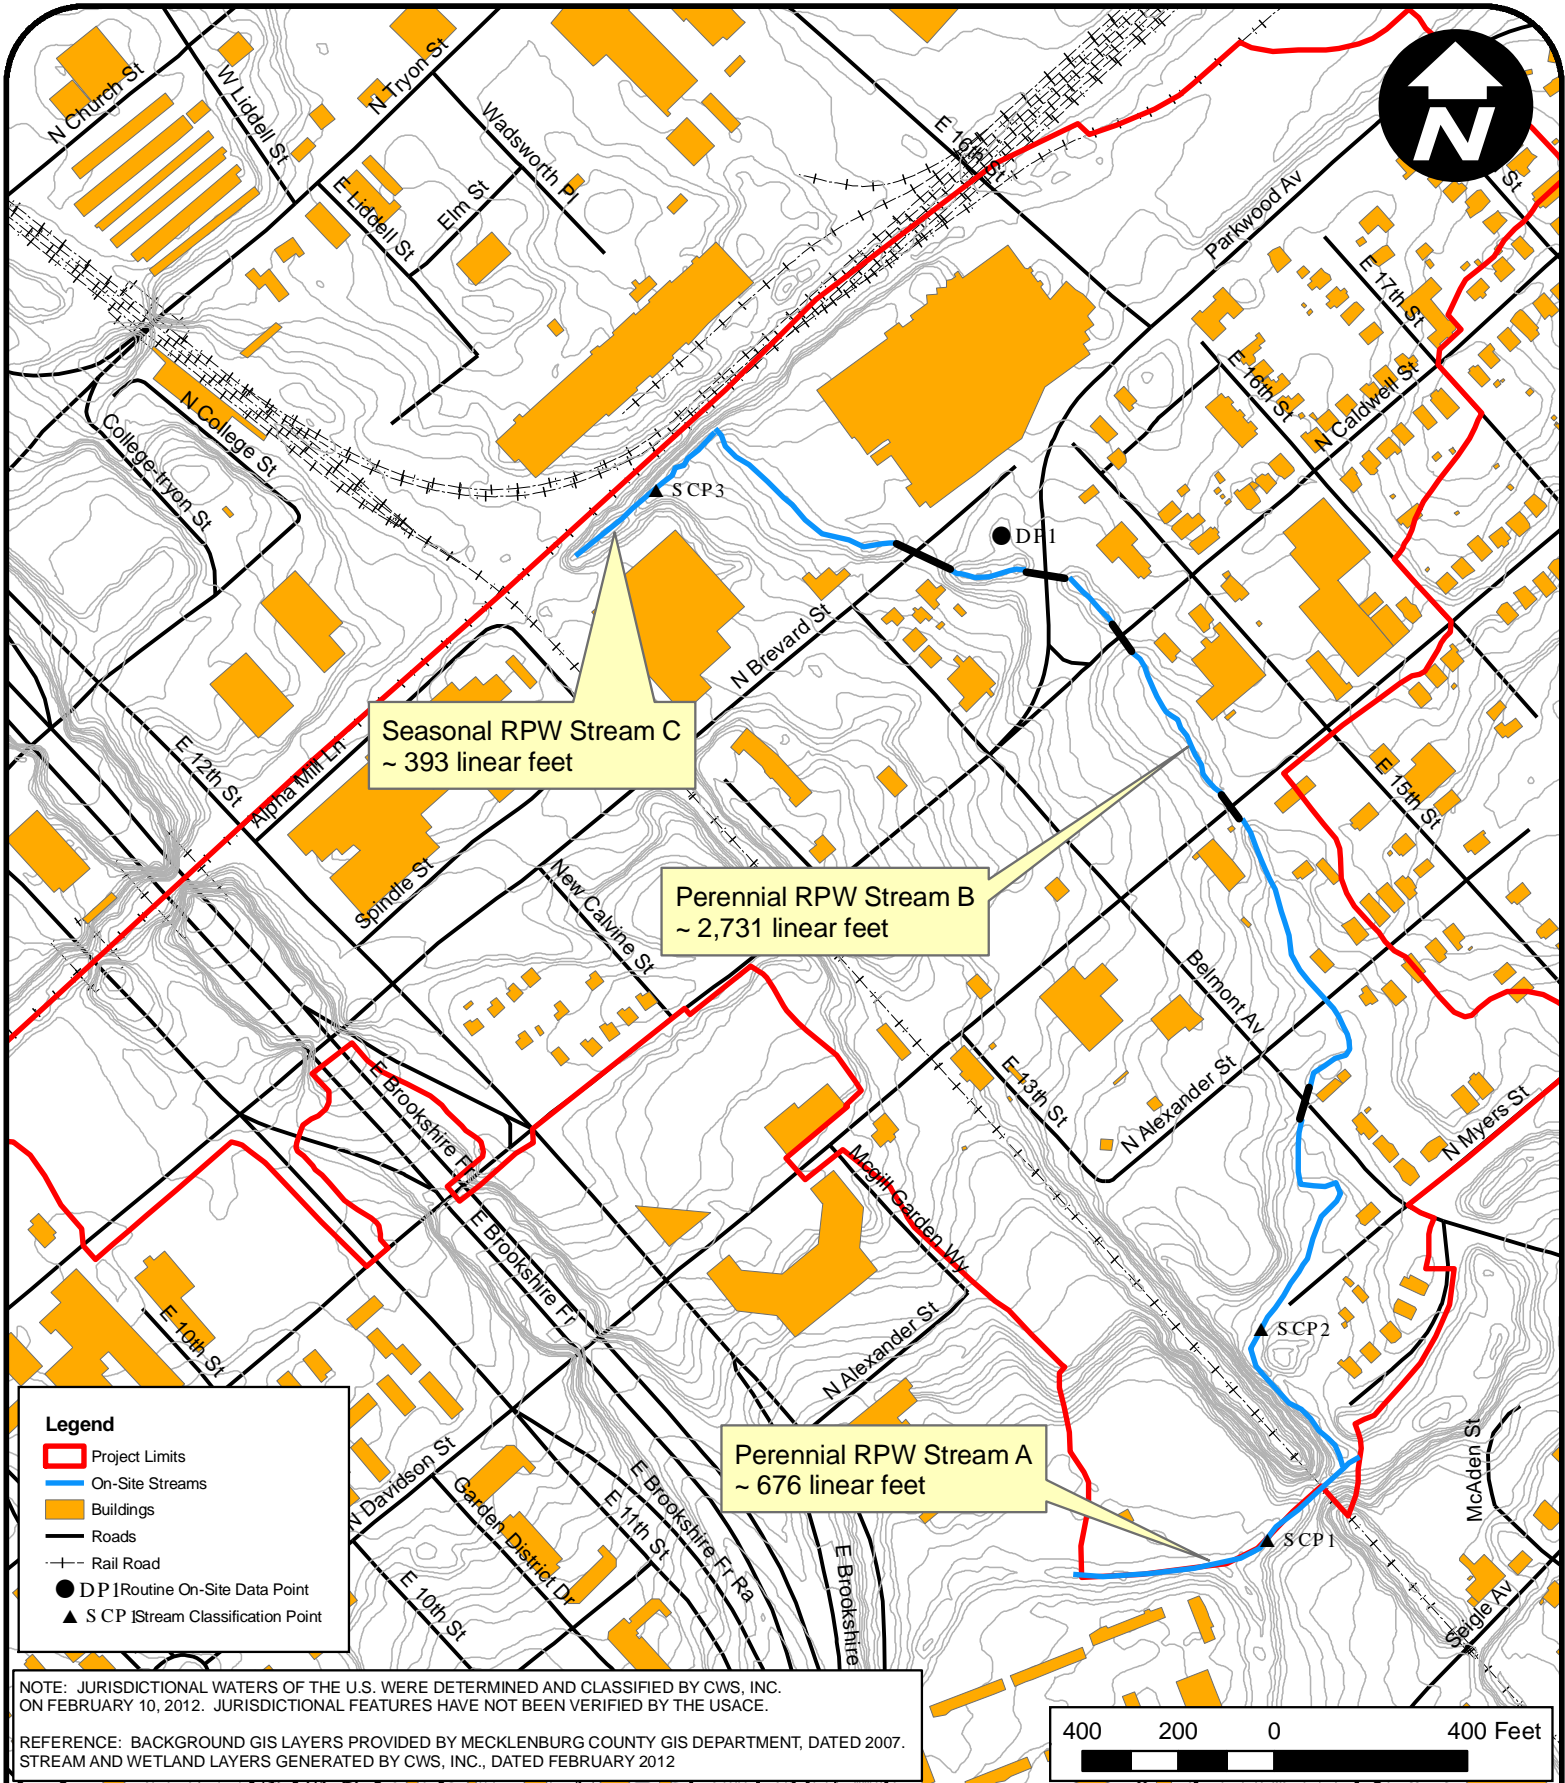 N Church St
W Liddell St
N Tryon St
Wadsworth Pl
E Liddell St
Elm St
E 16th St
Parkwood Av
N
St
E 17th St
E 16th St
N Caldwell St
N College St
College-tryon St
SCP3
DP1
N Brevard St
Seasonal RPW Stream C
~ 393 linear feet
E 12th St
Alpha Mill Ln
E 15th St
Spindle St
New Calvine St
Perennial RPW Stream B
~ 2,731 linear feet
Belmont Av
E 13th St
N Alexander St
N Myers St
E Brookshire Fr
Mcgill Garden Wy
E Brookshire Fr
E 10th St
N Alexander St
SCP2
Perennial RPW Stream A
~ 676 linear feet
McAden St
N Davidson St
Garden District Dr
E 11th St
E Brookshire Fr Ra
E Brookshire
E 10th St
SCP1
Seigle Av
Legend
Project Limits
On-Site Streams
Buildings
Roads
Rail Road
DP1 Routine On-Site Data Point
SCP1 Stream Classification Point
NOTE: JURISDICTIONAL WATERS OF THE U.S. WERE DETERMINED AND CLASSIFIED BY CWS, INC.
ON FEBRUARY 10, 2012. JURISDICTIONAL FEATURES HAVE NOT BEEN VERIFIED BY THE USACE.
REFERENCE: BACKGROUND GIS LAYERS PROVIDED BY MECKLENBURG COUNTY GIS DEPARTMENT, DATED 2007.
STREAM AND WETLAND LAYERS GENERATED BY CWS, INC., DATED FEBRUARY 2012
400 200 0 400 Feet